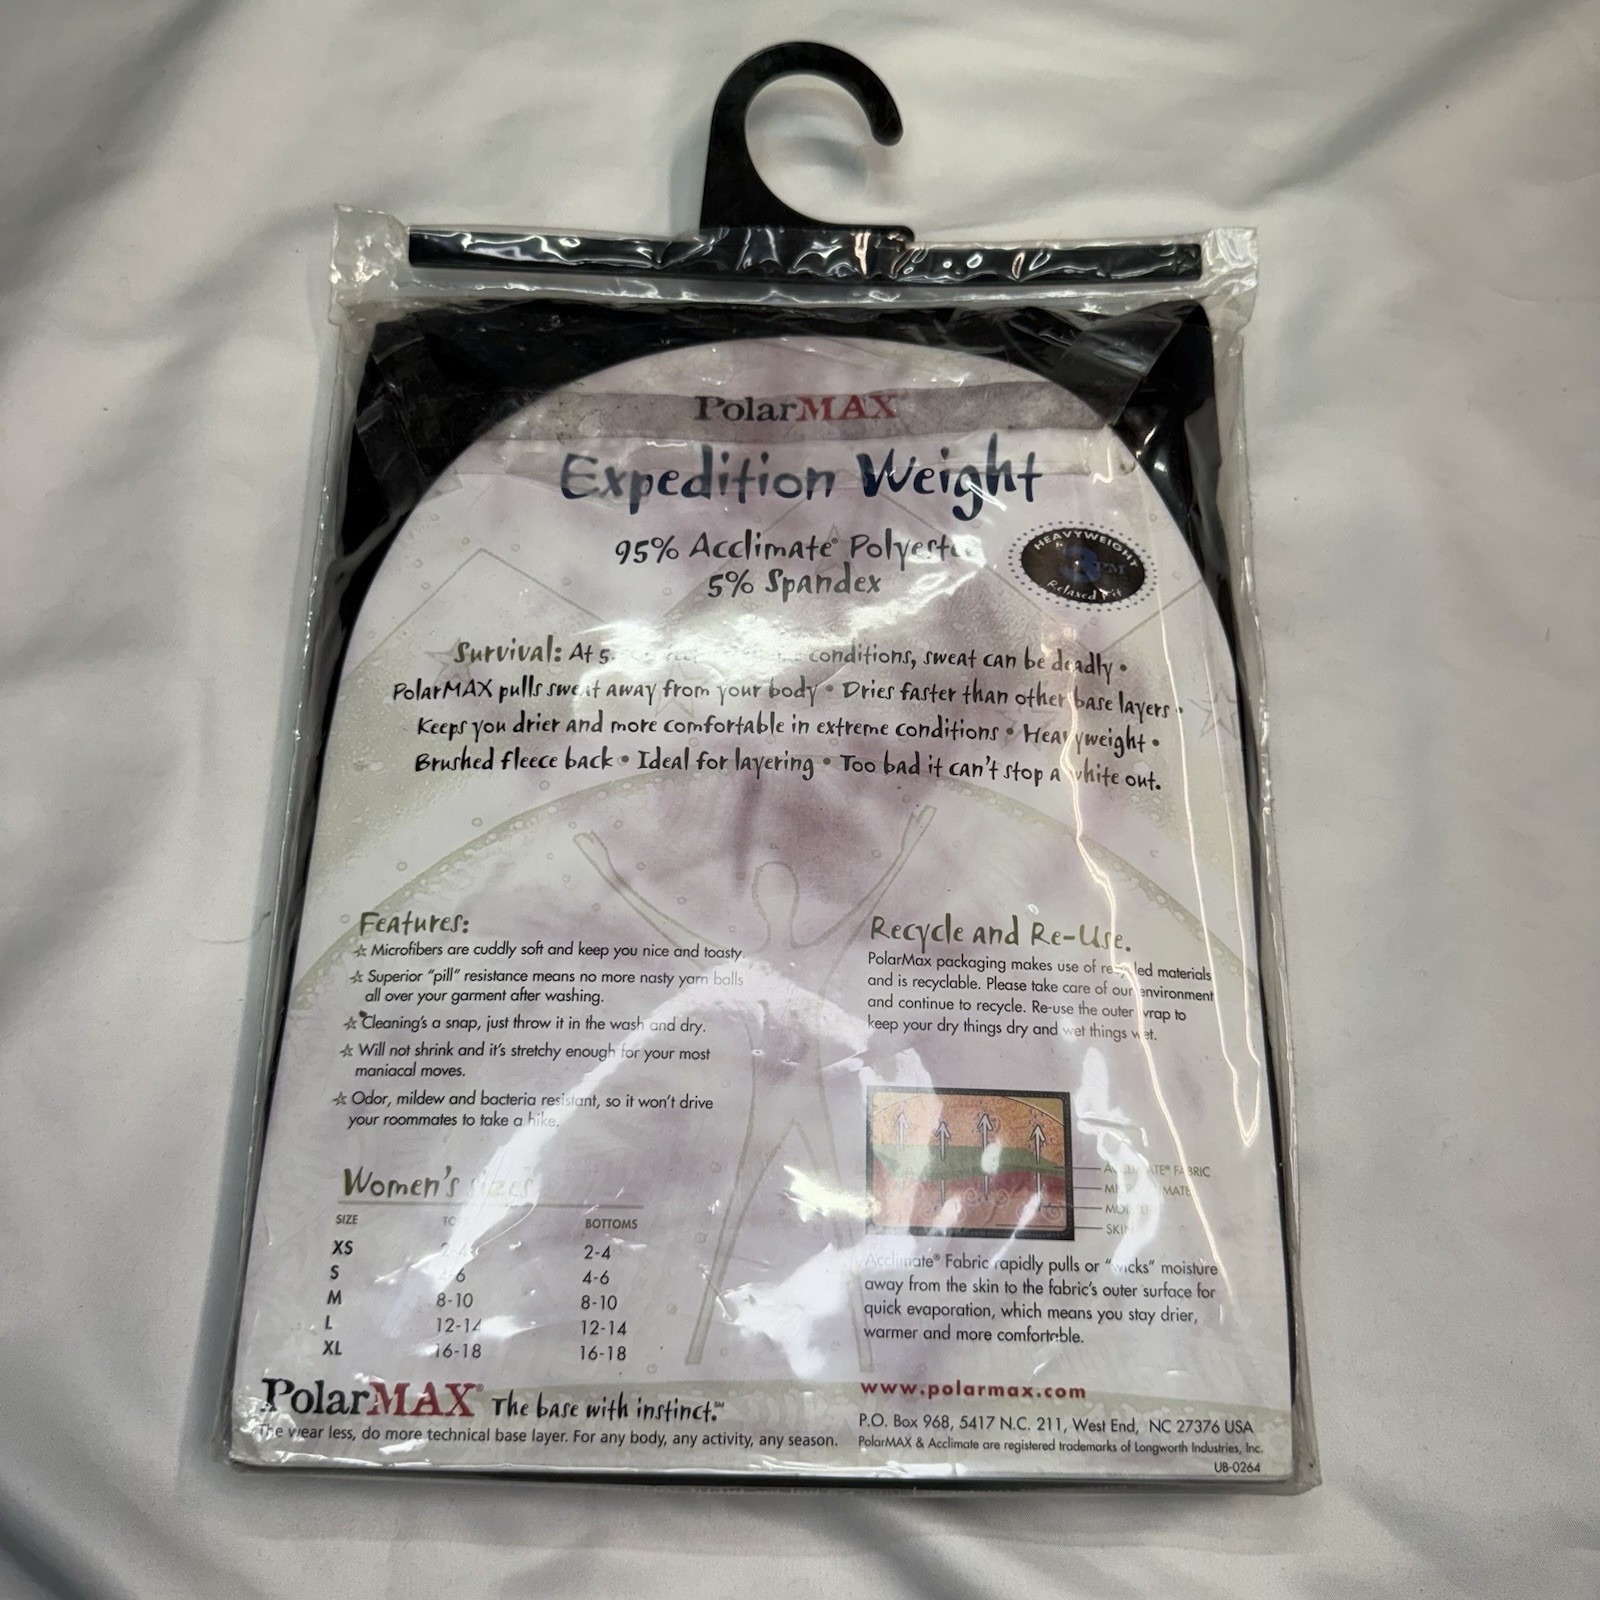 PolarMAX
Expedition Weight
95% Acclimate® Polyester
5% Spandex
HEAVYWEIGHT
3
Relaxed Fit
Survival: At conditions, sweat can be deadly •
PolarMAX pulls sweat away from your body • Dries faster than other base layers •
Keeps you drier and more comfortable in extreme conditions • Heavyweight •
Brushed fleece back • Ideal for layering • Too bad it can't stop a white out.
Features:
☆ Microfibers are cuddly soft and keep you nice and toasty.
☆ Superior "pill" resistance means no more nasty yarn balls
all over your garment after washing.
☆ Cleaning's a snap, just throw it in the wash and dry.
☆ Will not shrink and it's stretchy enough for your most
maniacal moves.
☆ Odor, mildew and bacteria resistant, so it won't drive
your roommates to take a hike.
Women's sizes
SIZE BOTTOMS
XS 2-4 2-4
S 4-6 4-6
M 8-10 8-10
L 12-14 12-14
XL 16-18 16-18
Recycle and Re-Use.
PolarMax packaging makes use of recycled materials
and is recyclable. Please take care of our environment
and continue to recycle. Re-use the outer wrap to
keep your dry things dry and wet things wet.
ACCLIMATE® FABRIC
MOISTURE
SKIN
Acclimate® Fabric rapidly pulls or "wicks" moisture
away from the skin to the fabric's outer surface for
quick evaporation, which means you stay drier,
warmer and more comfortable.
PolarMAX® The base with instinct.℠
The wear less, do more technical base layer. For any body, any activity, any season.
www.polarmax.com
P.O. Box 968, 5417 N.C. 211, West End, NC 27376 USA
PolarMAX & Acclimate are registered trademarks of Longworth Industries, Inc.
UB-0264